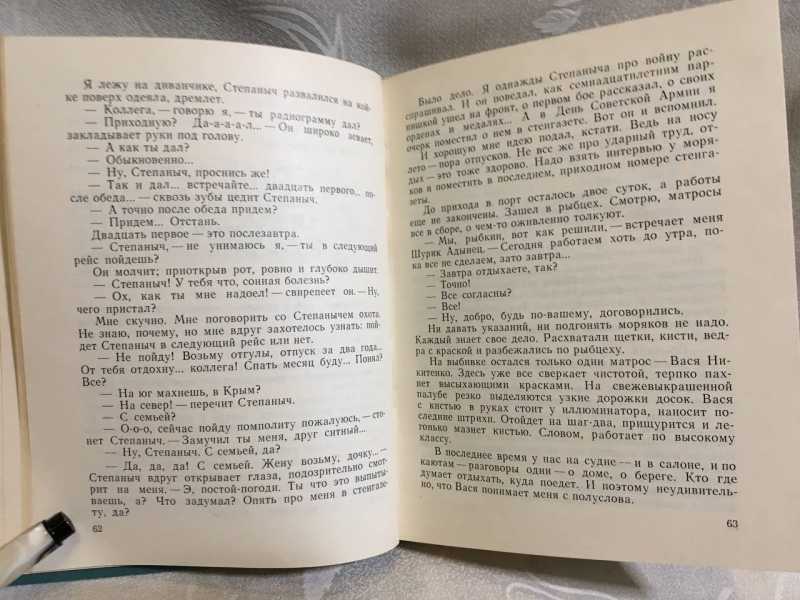 Я лежу на диванчике, Степаныч развалился на кой-
ке поверх одеяла, дремлет.
— Коллега, — говорю я, — ты радиограмму дал?
— Приходную? Да-а-а-ал... — Он широко зевает,
закладывает руки под голову.
— А как ты дал?
— Обыкновенно...
— Ну, Степаныч, проснись же!
— Так и дал... встречайте... двадцать первого... по-
сле обеда... — сквозь зубы цедит Степаныч.
— А точно после обеда придем?
— Придем... Отстань.
Двадцать первое — это послезавтра.
— Степаныч, — не унимаюсь я, — ты в следующий
рейс пойдешь?
Он молчит; приоткрыв рот, ровно и глубоко дышит.
— Степаныч! У тебя что, сонная болезнь?
— Ох, как ты мне надоел! — свирепеет он. — Ну,
чего пристал?
Мне скучно. Мне поговорить со Степанычем охота.
Не знаю, почему, но мне вдруг захотелось узнать: пой-
дет Степаныч в следующий рейс или нет.
— Не пойду! Возьму отгулы, отпуск за два года...
От тебя отдохну... коллега! Спать месяц буду... Понял?
Все?
— На юг махнешь, в Крым?
— На север! — перечит Степаныч.
— С семьей?
— О-о-о, сейчас пойду помполиту пожалуюсь, — сто-
нет Степаныч. — Замучил ты меня, друг ситный...
— Ну, Степаныч. С семьей, да?
— Да, да, да! С семьей. Жену возьму, дочку... —
Степаныч вдруг открывает глаза, подозрительно смот-
рит на меня. — Э, постой-погоди. Ты что это выпыты-
ваешь, а? Что задумал? Опять про меня в стенгазе-
ту, да?
62
Было дело. Я однажды Степаныча про войну рас-
спрашивал. И он поведал, как семнадцатилетним пар-
нишкой ушел на фронт, о первом бое рассказал, о своих
орденах и медалях... А в День Советской Армии я
очерк поместил о нем в стенгазете. Вот он и вспомнил.
И хорошую мне идею подал, кстати. Ведь на носу
лето — пора отпусков. Не все же про ударный труд, от-
дых — это тоже здорово. Надо взять интервью у моря-
ков и поместить в последнем, приходном номере стенга-
зеты.
До прихода в порт осталось двое суток, а работы
еще не закончены. Зашел в рыбцех. Смотрю, матросы
все в сборе, о чем-то оживленно толкуют.
— Мы, рыбкин, вот как решили, — встречает меня
Шурик Адынец. — Сегодня работаем хоть до утра, по-
ка все не сделаем, зато завтра...
— Завтра отдыхаете, так?
— Точно!
— Все согласны?
— Все!
— Ну, добро, будь по-вашему, договорились.
Ни давать указаний, ни подгонять моряков не надо.
Каждый знает свое дело. Расхватали щетки, кисти, вед-
ра с краской и разбежались по рыбцеху.
На выбивке остался только один матрос — Вася Ни-
китенко. Здесь уже все сверкает чистотой, терпко пах-
нет высыхающими красками. На свежевыкрашенной
палубе резко выделяются узкие дорожки досок. Вася
с кистью в руках стоит у иллюминатора, наносит по-
следние штрихи. Отойдет на шаг-два, прищурится и ле-
гонько мазнет кистью. Словом, работает по высокому
классу.
В последнее время у нас на судне — и в салоне, и по
каютам — разговоры одни — о доме, о береге. Кто где
думает отдыхать, куда поедет. И поэтому неудивитель-
но, что Вася понимает меня с полуслова.
63